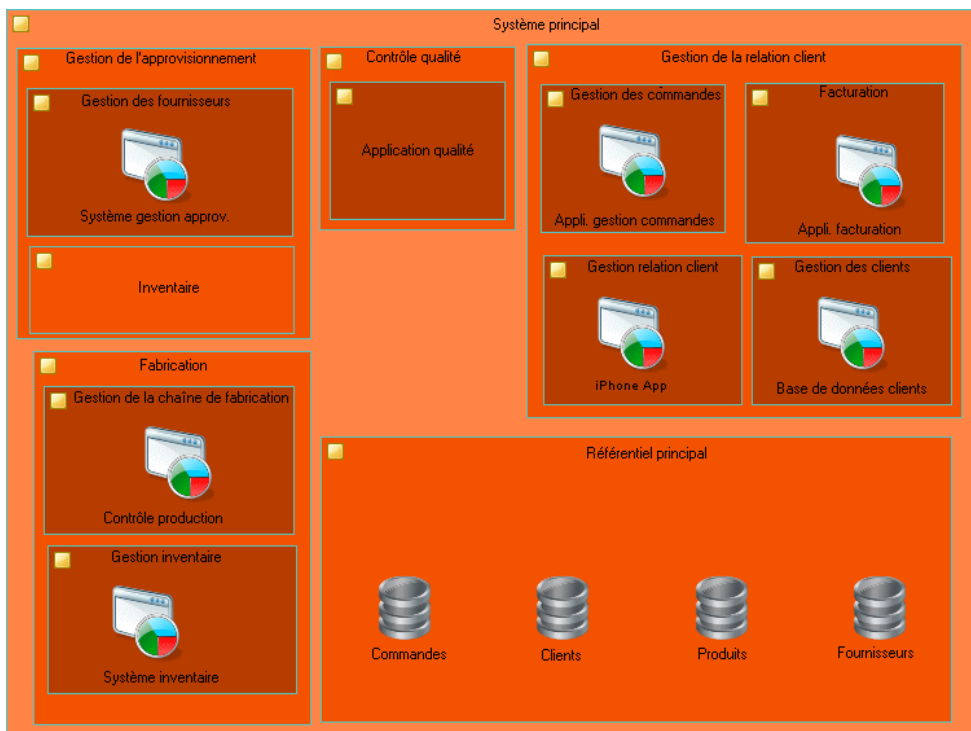 Système principal
Gestion de l'approvisionnement
Gestion des fournisseurs
Système gestion approv.
Inventaire
Contrôle qualité
Application qualité
Gestion de la relation client
Gestion des commandes
Appli. gestion commandes
Facturation
Appli. facturation
Gestion relation client
iPhone App
Gestion des clients
Base de données clients
Fabrication
Gestion de la chaîne de fabrication
Contrôle production
Gestion inventaire
Système inventaire
Référentiel principal
Commandes
Clients
Produits
Fournisseurs